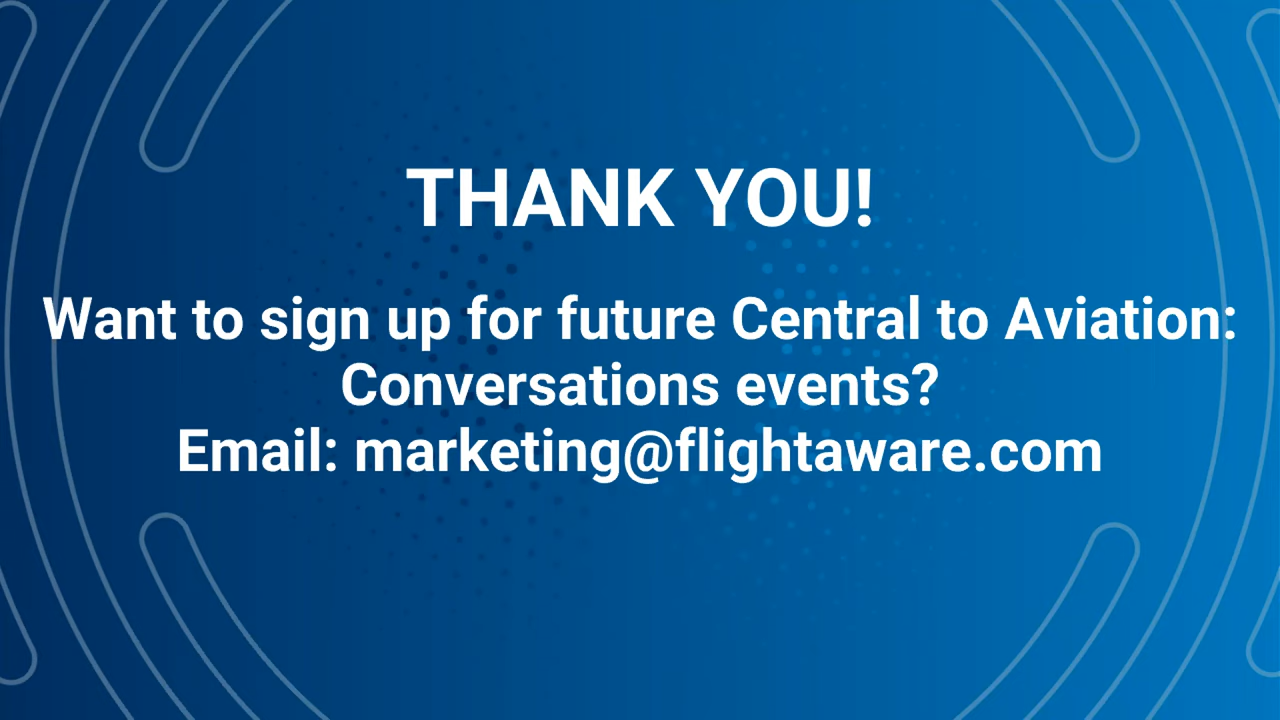 THANK YOU!
Want to sign up for future Central to Aviation:
Conversations events?
Email: marketing@flightaware.com